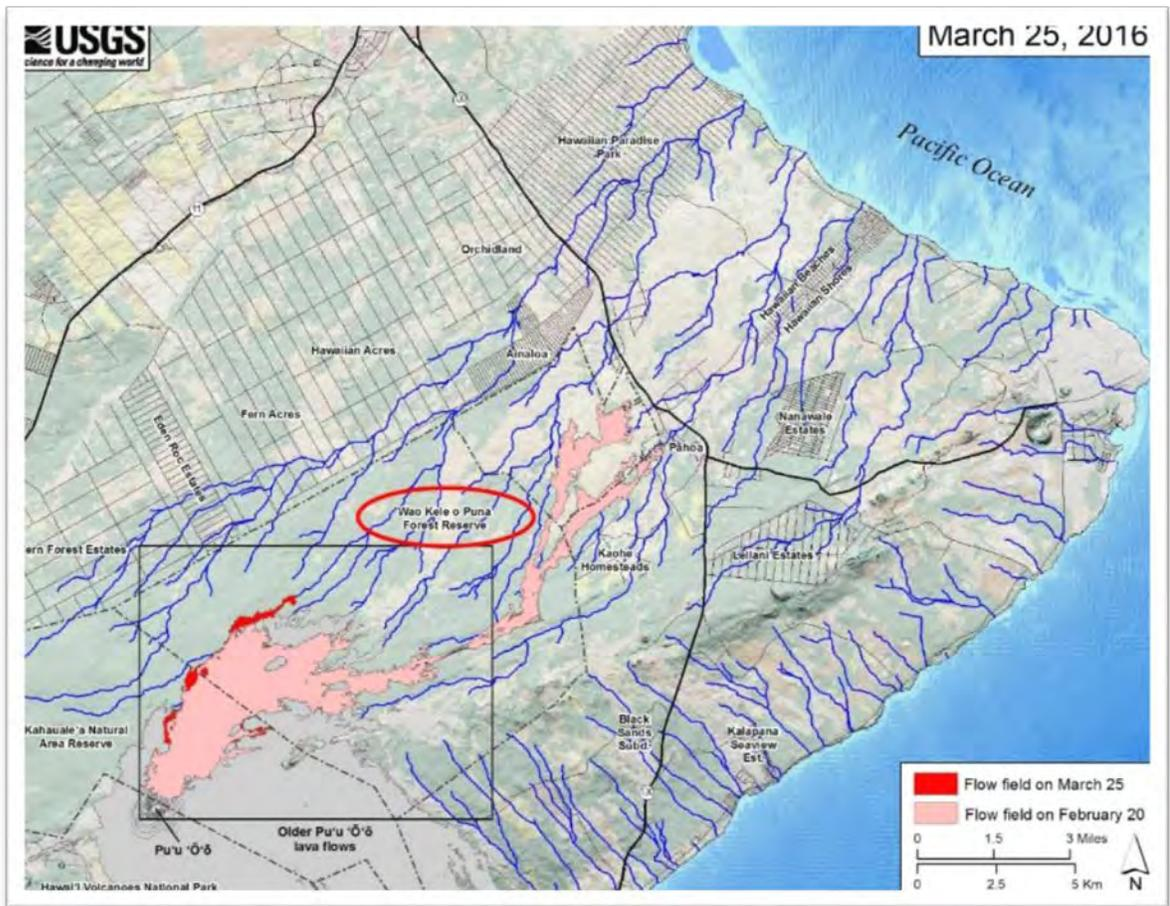 USGS
science for a changing world
March 25, 2016
Pacific Ocean
Hawaiian Paradise
Park
Orchidland
11
Hawaiian Beaches
Hawaiian Shores
Hawaiian Acres
Ainaloa
Fern Acres
Eden Roc Estates
Nanawale
Estates
Pāhoa
Wao Kele o Puna
Forest Reserve
ern Forest Estates
Kaohe
Homesteads
Leilani Estates
Kahauale‘a Natural
Area Reserve
Black
Sands
Subd.
Kalapana
Seaview
Est.
Pu‘u ‘Ō‘ō
Older Pu‘u ‘Ō‘ō
lava flows
Hawai‘i Volcanoes National Park
Flow field on March 25
Flow field on February 20
0 1.5 3 Miles
0 2.5 5 Km
N